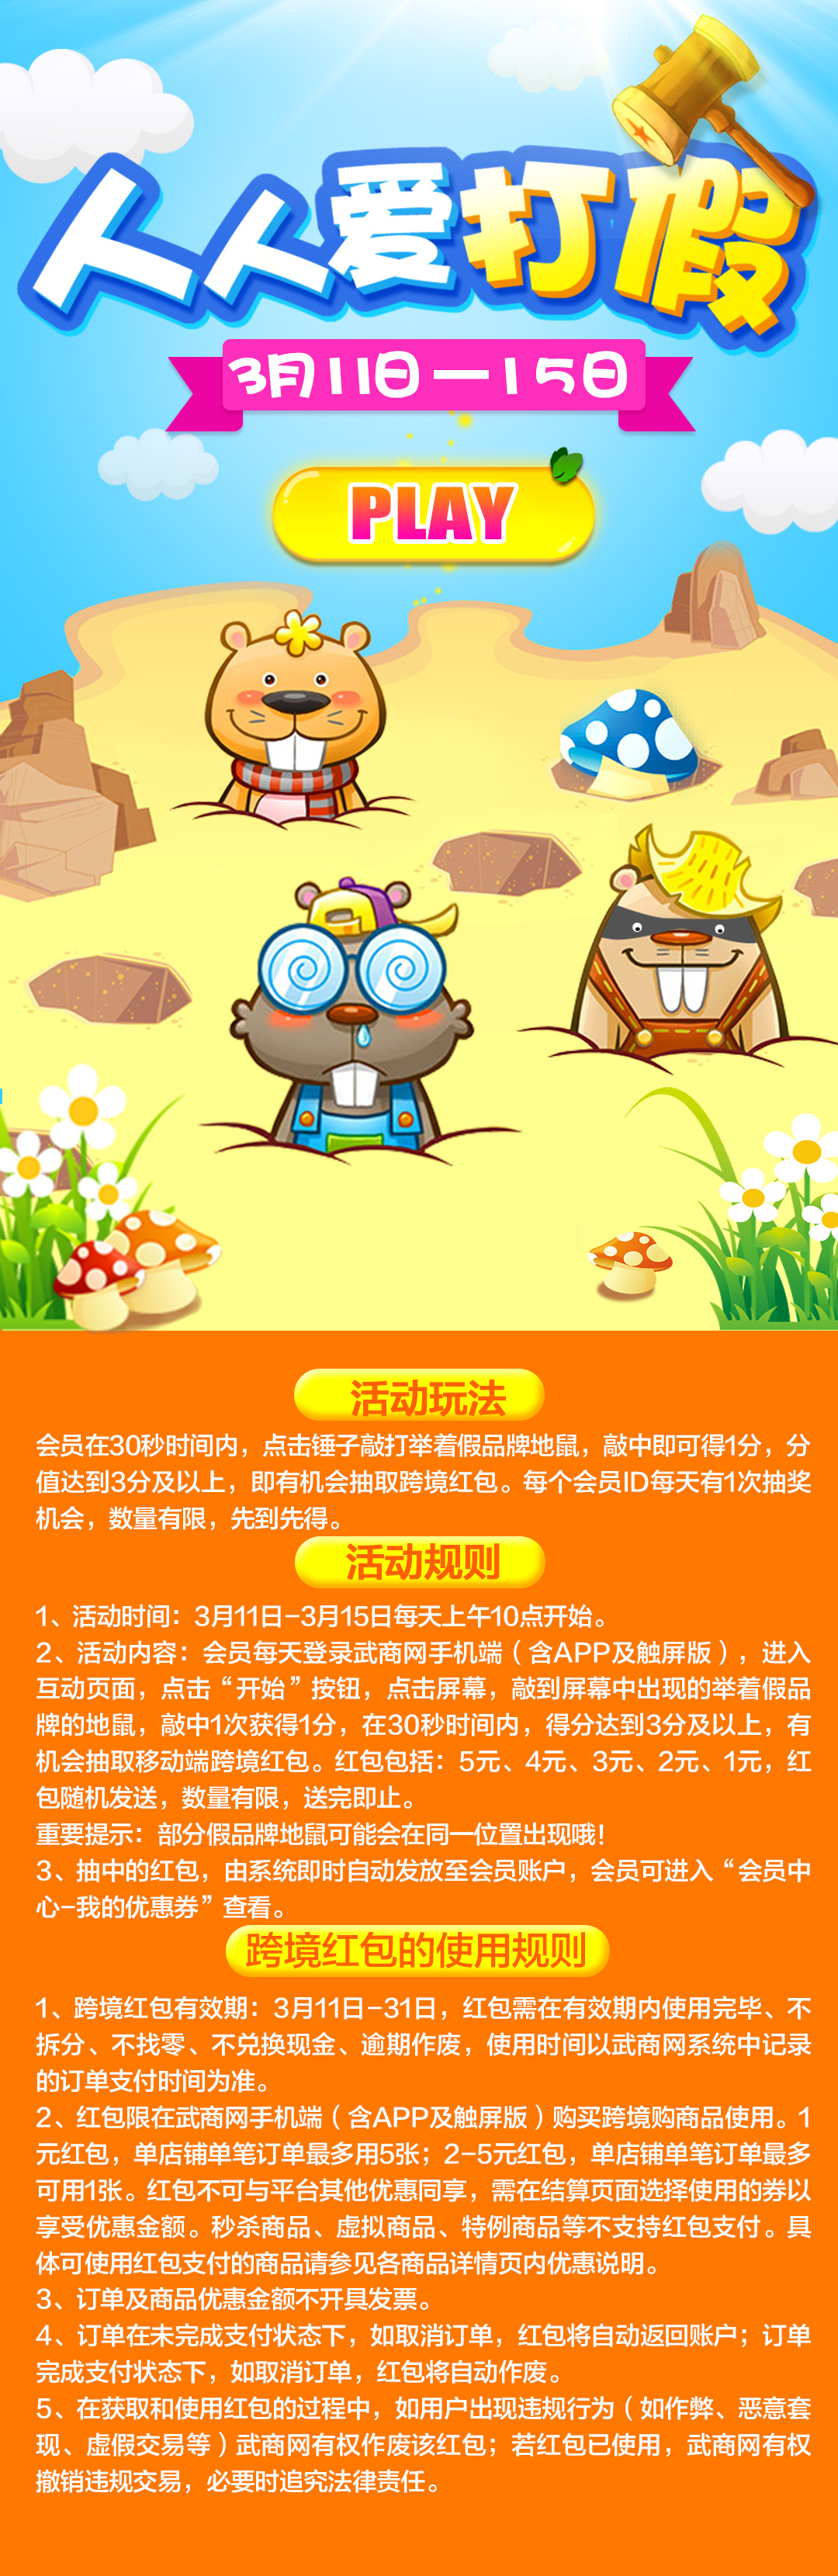 人人爱打假
3月11日—15日
PLAY
活动玩法
会员在30秒时间内，点击锤子敲打举着假品牌地鼠，敲中即可得1分，分
值达到3分及以上，即有机会抽取跨境红包。每个会员ID每天有1次抽奖
机会，数量有限，先到先得。
活动规则
1、活动时间：3月11日-3月15日每天上午10点开始。
2、活动内容：会员每天登录武商网手机端（含APP及触屏版），进入
互动页面，点击“开始”按钮，点击屏幕，敲到屏幕中出现的举着假品
牌的地鼠，敲中1次获得1分，在30秒时间内，得分达到3分及以上，有
机会抽取移动端跨境红包。红包包括：5元、4元、3元、2元、1元，红
包随机发送，数量有限，送完即止。
重要提示：部分假品牌地鼠可能会在同一位置出现哦！
3、抽中的红包，由系统即时自动发放至会员账户，会员可进入“会员中
心-我的优惠券”查看。
跨境红包的使用规则
1、跨境红包有效期：3月11日-31日，红包需在有效期内使用完毕、不
拆分、不找零、不兑换现金、逾期作废，使用时间以武商网系统中记录
的订单支付时间为准。
2、红包限在武商网手机端（含APP及触屏版）购买跨境购商品使用。1
元红包，单店铺单笔订单最多用5张；2-5元红包，单店铺单笔订单最多
可用1张。红包不可与平台其他优惠同享，需在结算页面选择使用的券以
享受优惠金额。秒杀商品、虚拟商品、特例商品等不支持红包支付。具
体可使用红包支付的商品请参见各商品详情页内优惠说明。
3、订单及商品优惠金额不开具发票。
4、订单在未完成支付状态下，如取消订单，红包将自动返回账户；订单
完成支付状态下，如取消订单，红包将自动作废。
5、在获取和使用红包的过程中，如用户出现违规行为（如作弊、恶意套
现、虚假交易等）武商网有权作废该红包；若红包已使用，武商网有权
撤销违规交易，必要时追究法律责任。